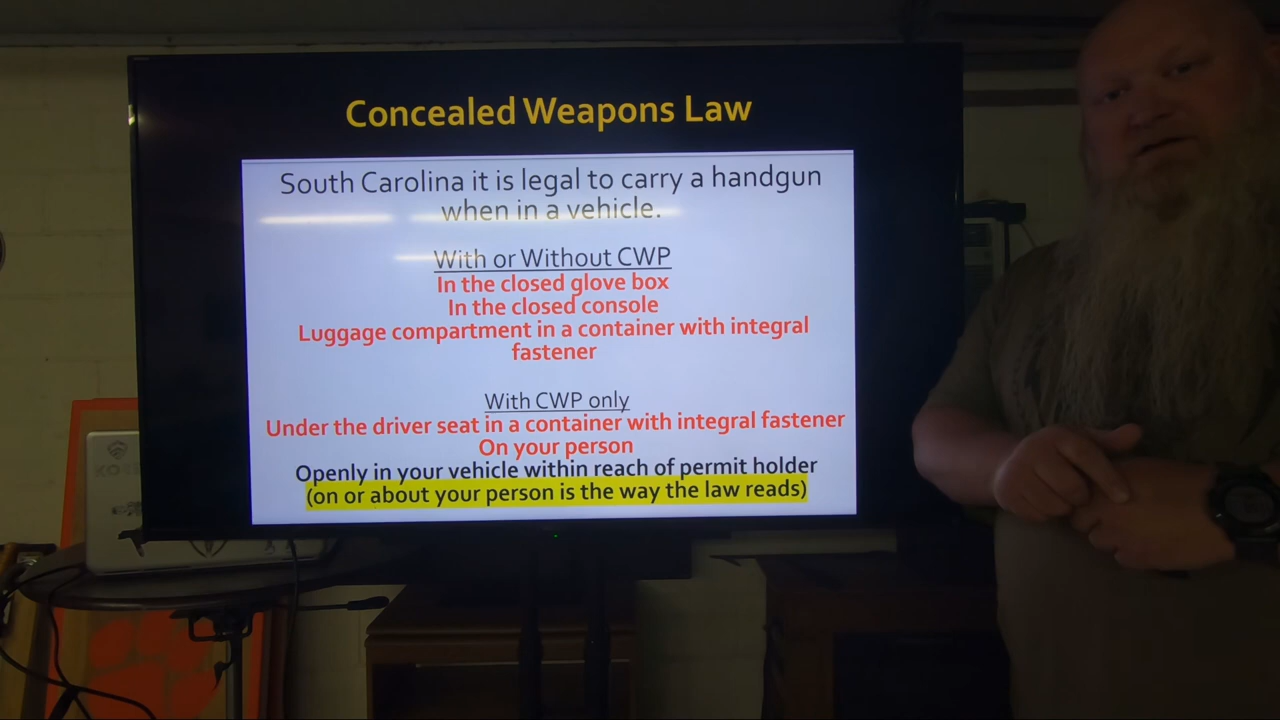 Concealed Weapons Law
South Carolina it is legal to carry a handgun
when in a vehicle.
With or Without CWP
In the closed glove box
In the closed console
Luggage compartment in a container with integral
fastener
With CWP only
Under the driver seat in a container with integral fastener
On your person
Openly in your vehicle within reach of permit holder
(on or about your person is the way the law reads)